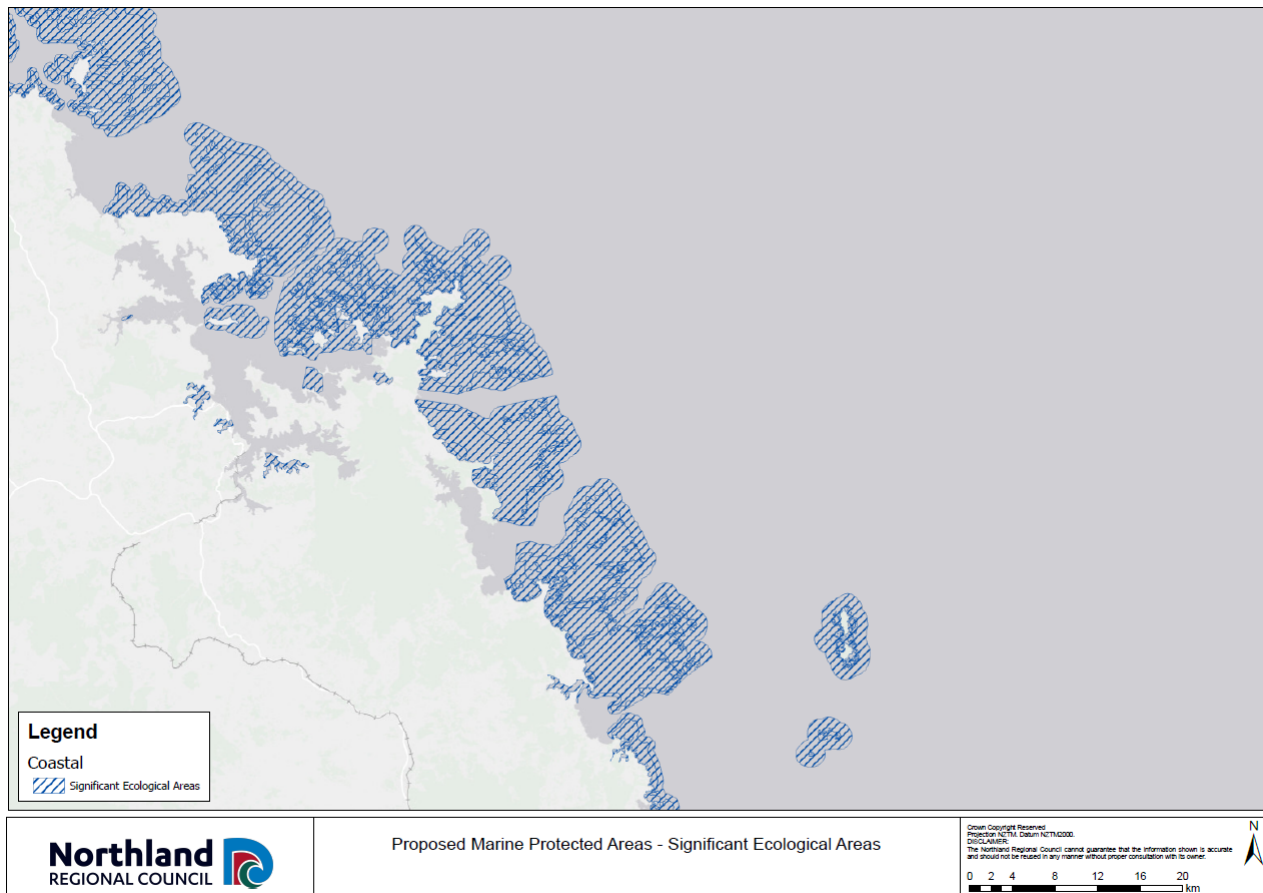 Legend
Coastal
Significant Ecological Areas
Northland
REGIONAL COUNCIL
Proposed Marine Protected Areas - Significant Ecological Areas
Crown Copyright Reserved
Projection NZTM. Datum NZTM2000.
DISCLAIMER:
The Northland Regional Council cannot guarantee that the information shown is accurate
and should not be reused in any manner without proper consultation with its owner.
N
0 2 4 8 12 16 20
km